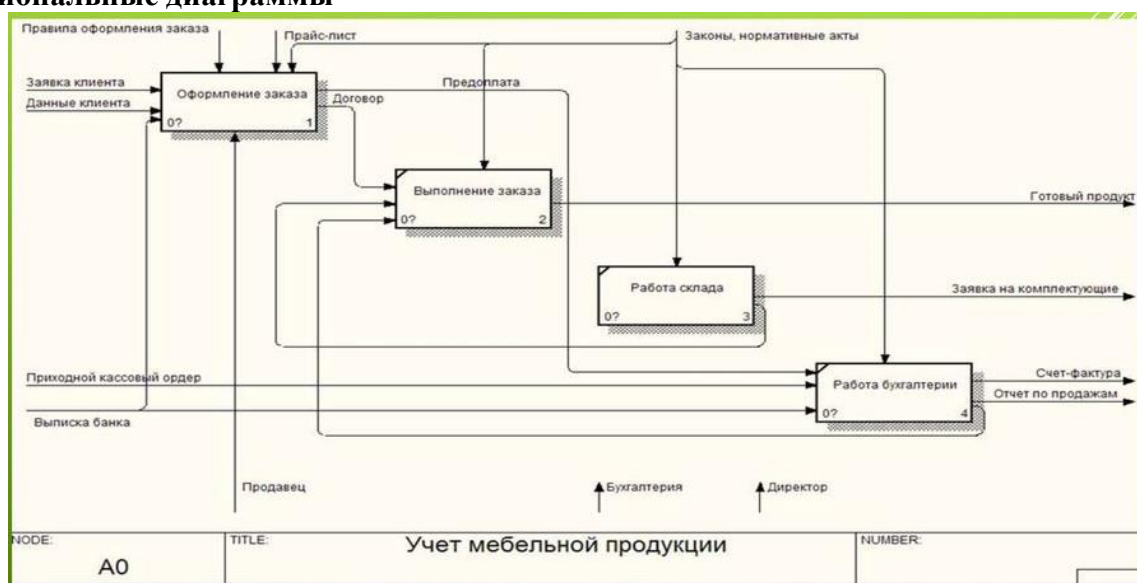 иональные диаграммы
Правила оформления заказа
Прайс-лист
Законы, нормативные акты
Заявка клиента
Данные клиента
Оформление заказа
0? 1
Предоплата
Договор
Выполнение заказа
0? 2
Готовый продукт
Работа склада
0? 3
Заявка на комплектующие
Приходной кассовый ордер
Выписка банка
Работа бухгалтерии
0? 4
Счет-фактура
Отчет по продажам
Продавец
Бухгалтерия
Директор
NODE:
A0
TITLE:
Учет мебельной продукции
NUMBER: